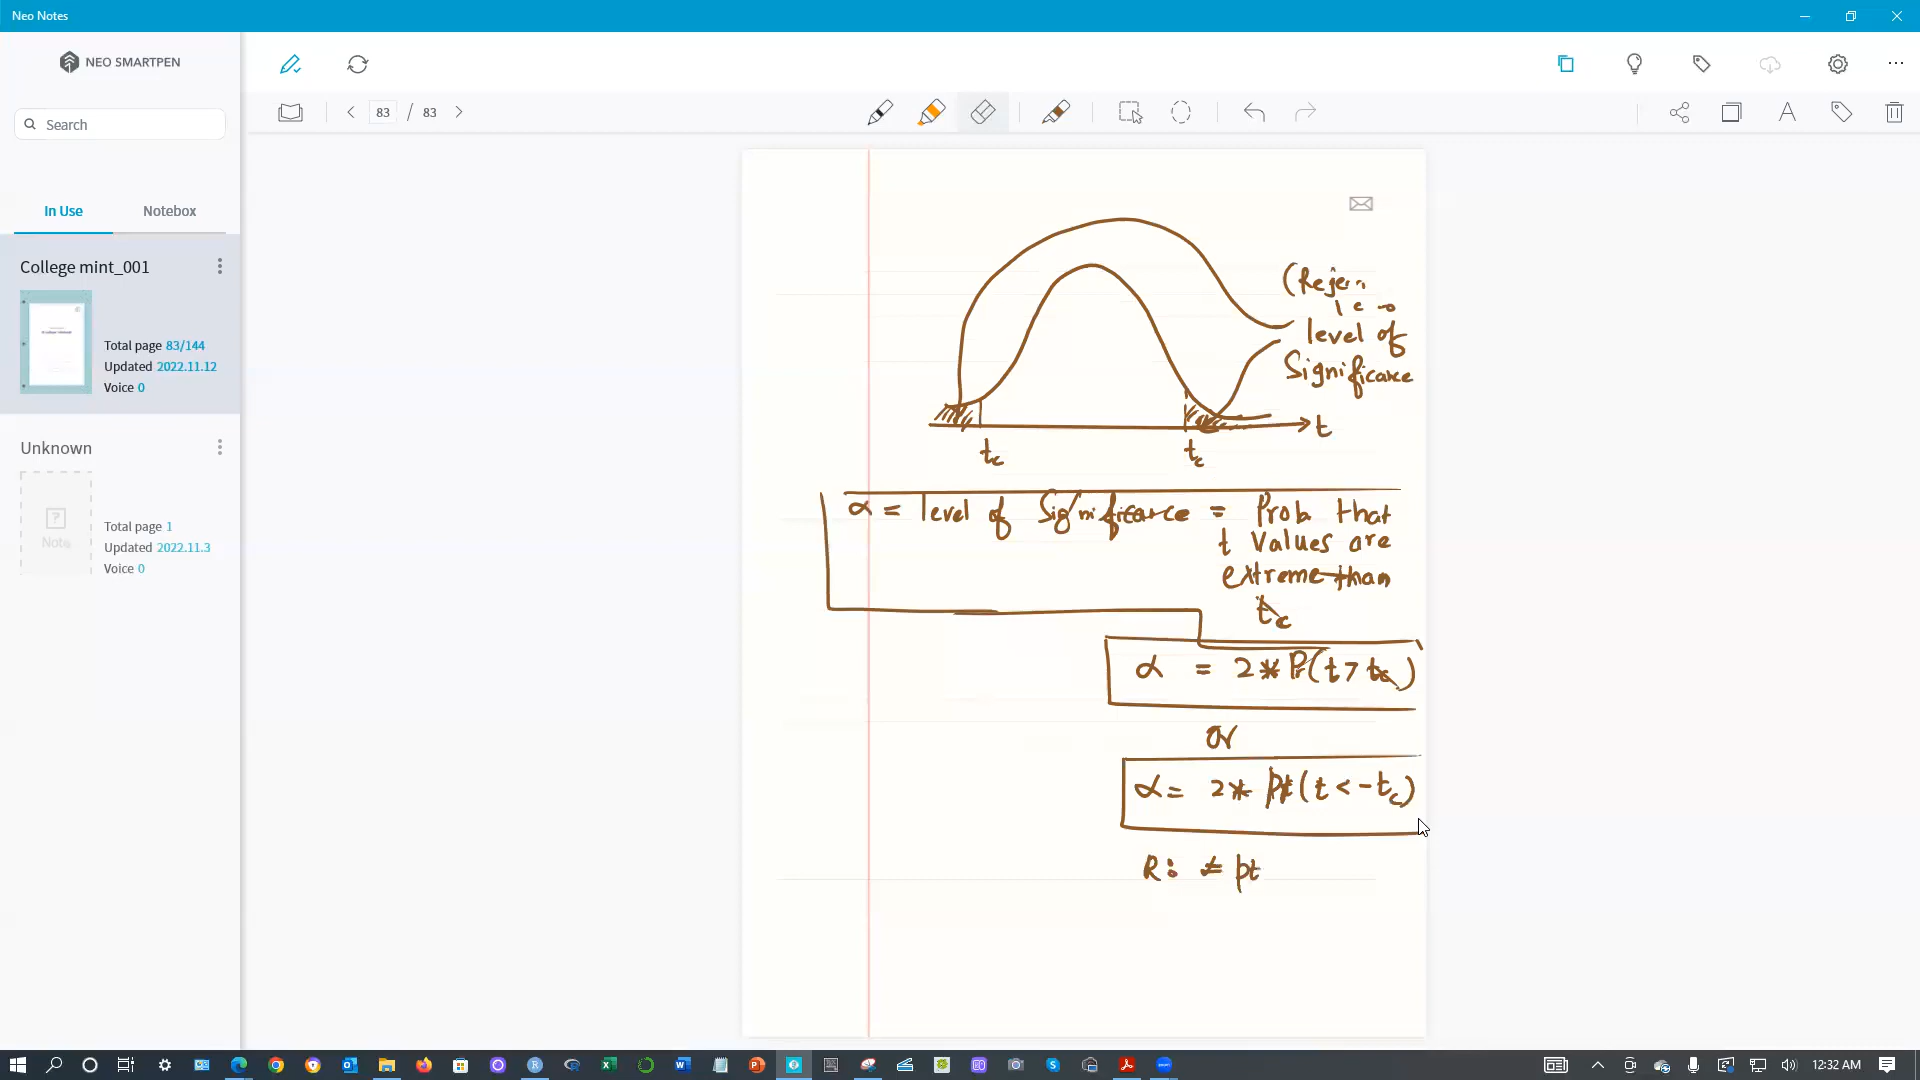 Neo Notes
NEO SMARTPEN
Search
83 / 83
In Use Notebox
College mint_001
Total page 83/144
Updated 2022.11.12
Voice 0
Unknown
Note
Total page 1
Updated 2022.11.3
Voice 0
level of
Significance
t
tc tc
α = level of Significance = Prob that
t values are
extreme than
tc
α = 2*P(t > tc)
or
α = 2* Pt(t < -tc)
R: pt
12:32 AM